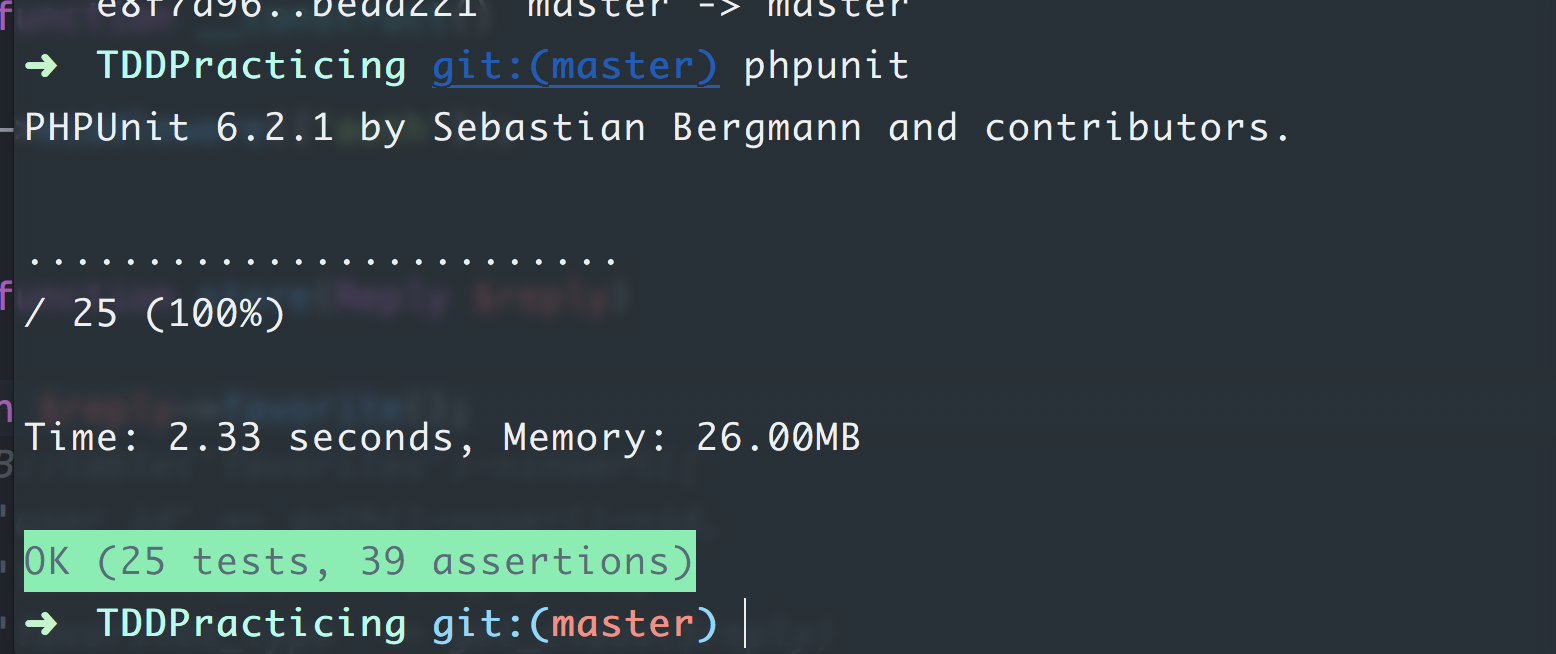 e8f7d96..bedd221  master -> master
➜  TDDPracticing git:(master) phpunit
PHPUnit 6.2.1 by Sebastian Bergmann and contributors.
.........................
/ 25 (100%)
Time: 2.33 seconds, Memory: 26.00MB
OK (25 tests, 39 assertions)
➜  TDDPracticing git:(master)